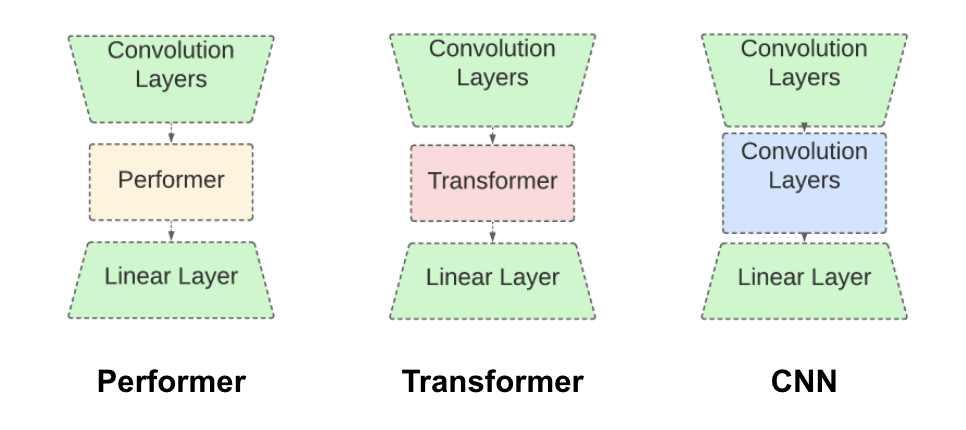 Convolution
Layers
Performer
Linear Layer
Performer
Convolution
Layers
Transformer
Linear Layer
Transformer
Convolution
Layers
Convolution
Layers
Linear Layer
CNN